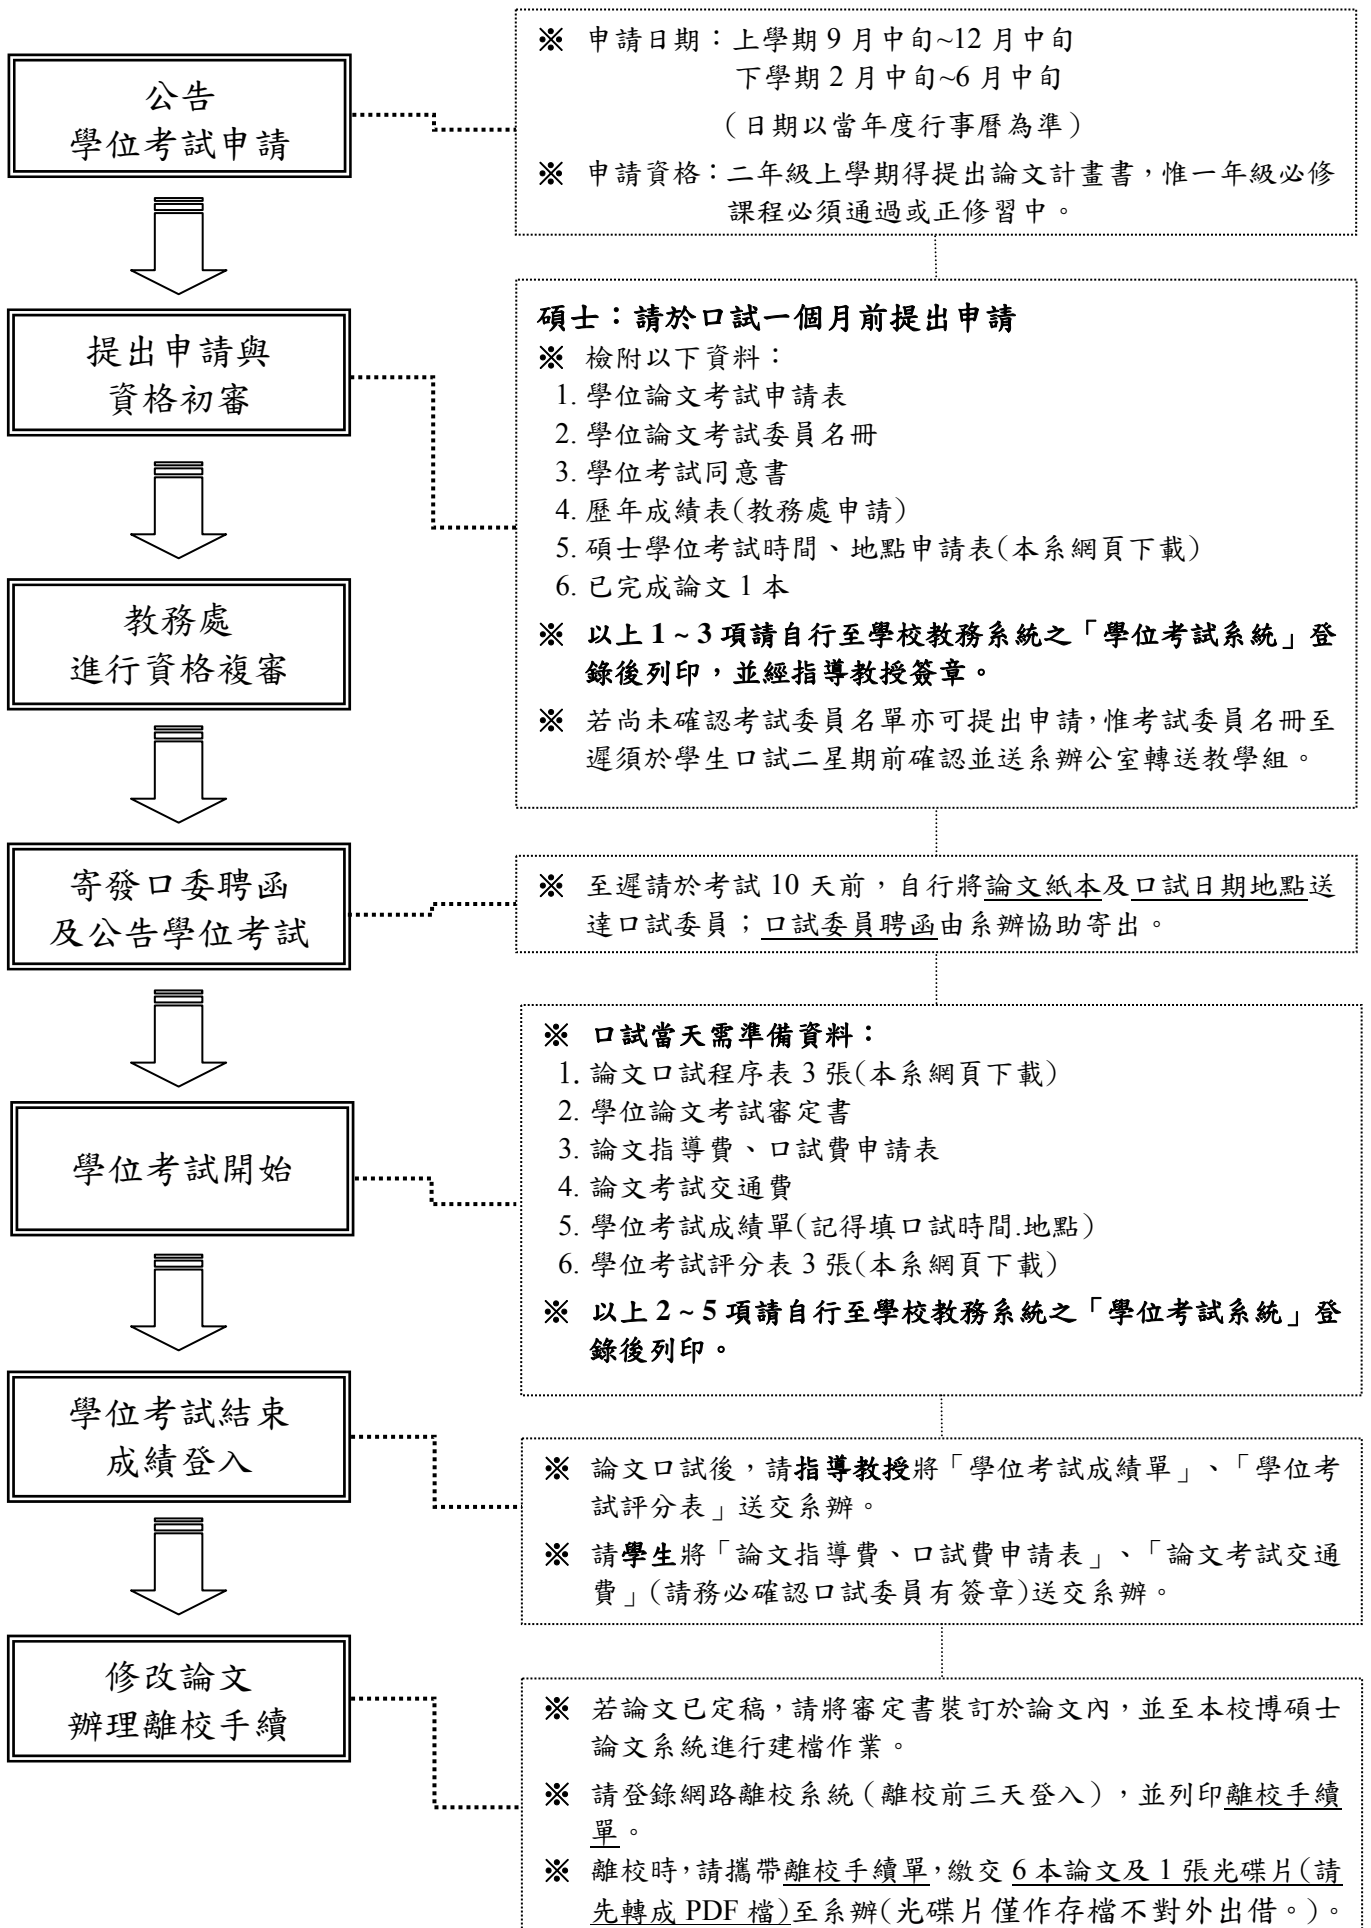 公告
學位考試申請
※ 申請日期：上學期 9 月中旬~12 月中旬
下學期 2 月中旬~6 月中旬
（日期以當年度行事曆為準）
※ 申請資格：二年級上學期得提出論文計畫書，惟一年級必修
課程必須通過或正修習中。
提出申請與
資格初審
碩士：請於口試一個月前提出申請
※ 檢附以下資料：
1. 學位論文考試申請表
2. 學位論文考試委員名冊
3. 學位考試同意書
4. 歷年成績表(教務處申請)
5. 碩士學位考試時間、地點申請表(本系網頁下載)
6. 已完成論文 1 本
※ 以上 1~3 項請自行至學校教務系統之「學位考試系統」登
錄後列印，並經指導教授簽章。
※ 若尚未確認考試委員名單亦可提出申請，惟考試委員名冊至
遲須於學生口試二星期前確認並送系辦公室轉送教學組。
教務處
進行資格複審
寄發口委聘函
及公告學位考試
※ 至遲請於考試 10 天前，自行將論文紙本及口試日期地點送
達口試委員；口試委員聘函由系辦協助寄出。
學位考試開始
※ 口試當天需準備資料：
1. 論文口試程序表 3 張(本系網頁下載)
2. 學位論文考試審定書
3. 論文指導費、口試費申請表
4. 論文考試交通費
5. 學位考試成績單(記得填口試時間.地點)
6. 學位考試評分表 3 張(本系網頁下載)
※ 以上 2~5 項請自行至學校教務系統之「學位考試系統」登
錄後列印。
學位考試結束
成績登入
※ 論文口試後，請指導教授將「學位考試成績單」、「學位考
試評分表」送交系辦。
※ 請學生將「論文指導費、口試費申請表」、「論文考試交通
費」(請務必確認口試委員有簽章)送交系辦。
修改論文
辦理離校手續
※ 若論文已定稿，請將審定書裝訂於論文內，並至本校博碩士
論文系統進行建檔作業。
※ 請登錄網路離校系統（離校前三天登入），並列印離校手續
單。
※ 離校時，請攜帶離校手續單，繳交 6 本論文及 1 張光碟片(請
先轉成 PDF 檔)至系辦(光碟片僅作存檔不對外出借。)。